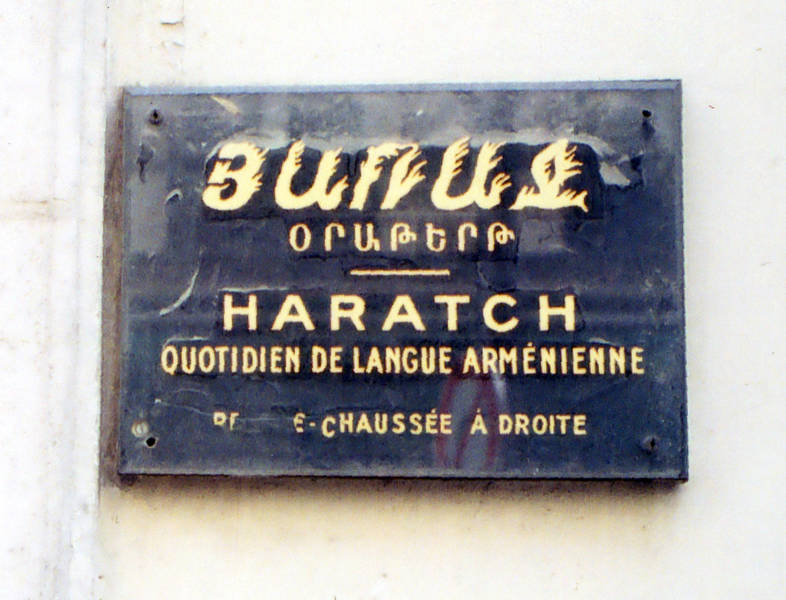 ՅԱՌԱՋ
ՕՐԱԹԵՐԹ
HARATCH
QUOTIDIEN DE LANGUE ARMÉNIENNE
-CHAUSSÉE À DROITE